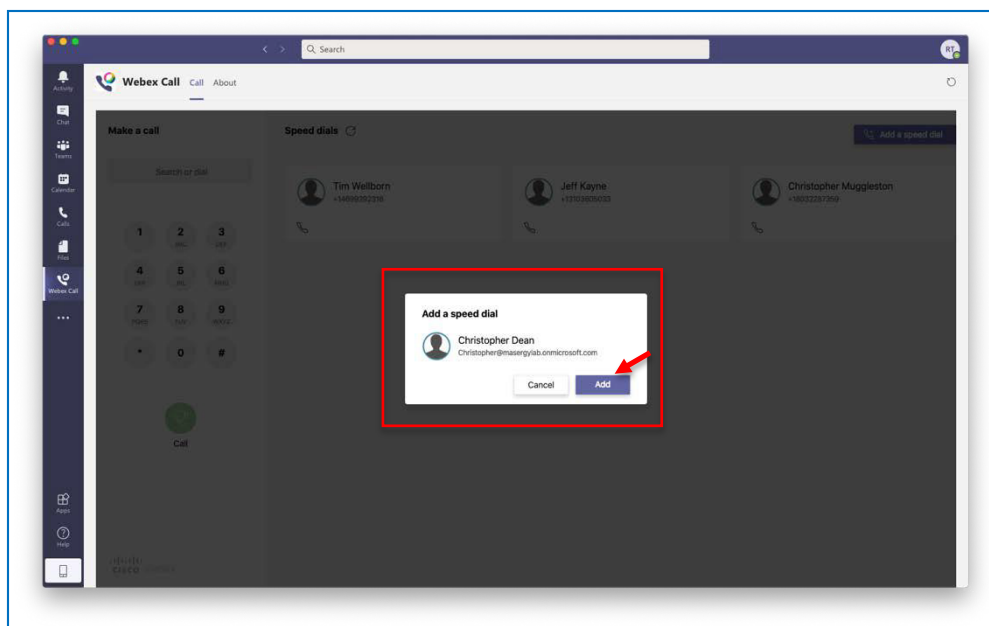 Search
RT
Activity
Chat
Teams
Calendar
Calls
Files
Webex Call
Apps
Help
Webex Call Call About
Make a call
Search or dial
1 2 3
4 5 6
7 8 9
* 0 #
Call
CISCO
Speed dials
Add a speed dial
Tim Wellborn
Jeff Kayne
Christopher Muggleston
Add a speed dial
Christopher Dean
Christopher@masergylab.onmicrosoft.com
Cancel Add